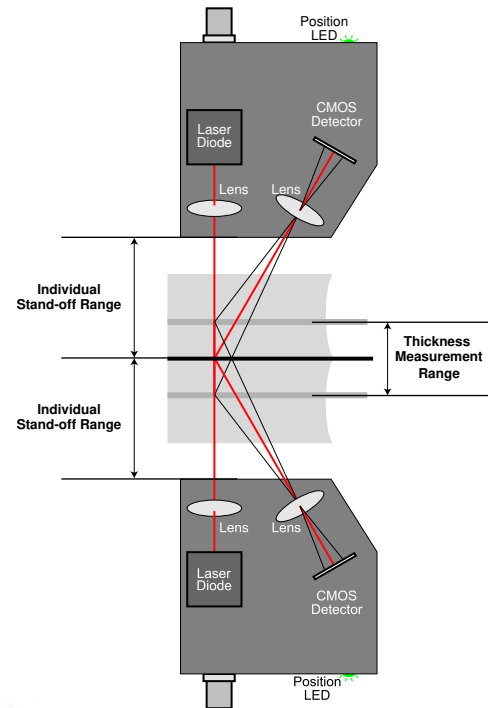 Position
LED
CMOS
Detector
Laser
Diode
Lens
Lens
Individual
Stand-off Range
Thickness
Measurement
Range
Individual
Stand-off Range
Lens
Lens
Laser
Diode
CMOS
Detector
Position
LED